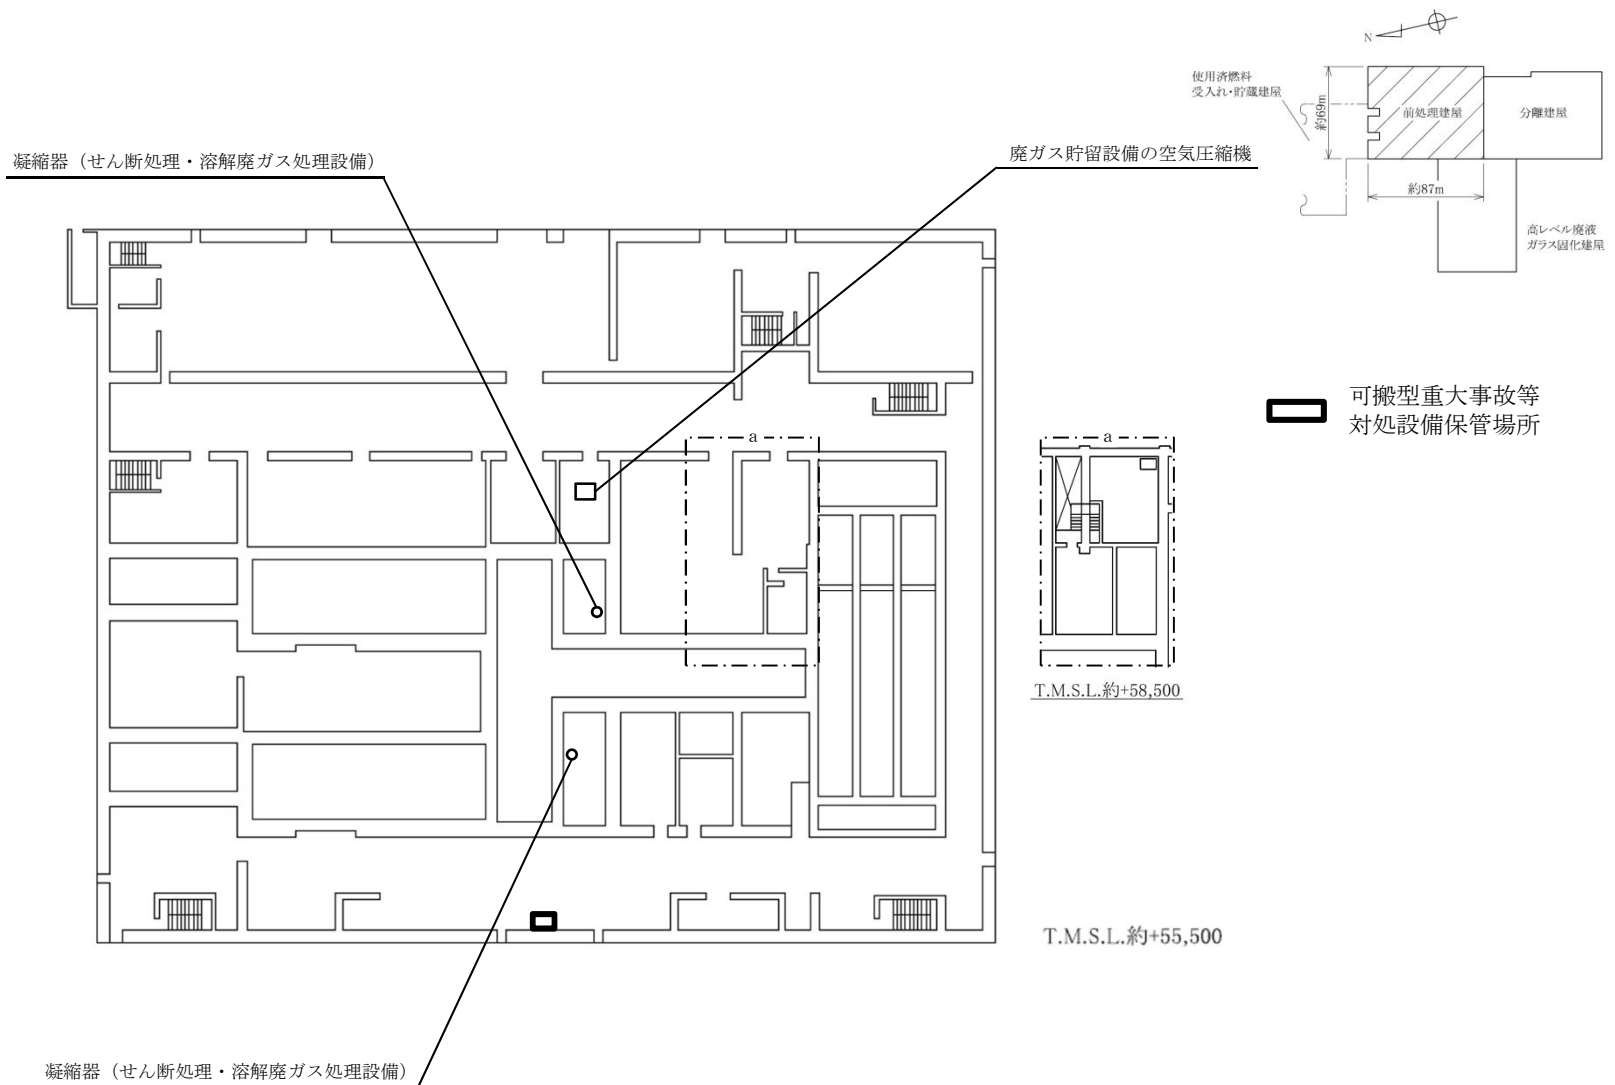 N
使用済燃料
受入れ・貯蔵建屋
約69m
前処理建屋
分離建屋
約87m
高レベル廃液
ガラス固化建屋
凝縮器（せん断処理・溶解廃ガス処理設備）
廃ガス貯留設備の空気圧縮機
可搬型重大事故等
対処設備保管場所
a
a
T.M.S.L.約+58,500
T.M.S.L.約+55,500
凝縮器（せん断処理・溶解廃ガス処理設備）